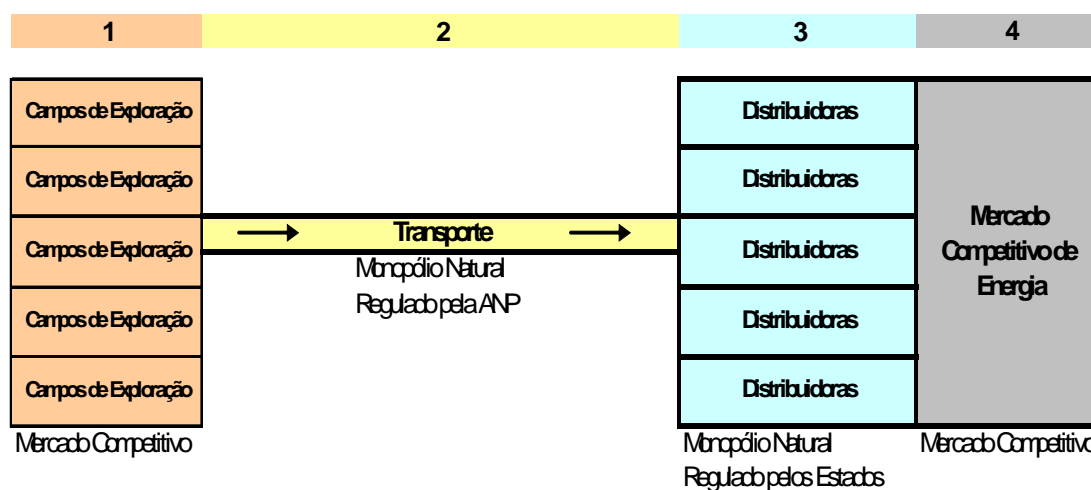 1 2 3 4
Campos de Exploração
Campos de Exploração
Campos de Exploração
Campos de Exploração
Campos de Exploração
Mercado Competitivo
Transporte
Monopólio Natural
Regulado pela ANP
Distribuidoras
Distribuidoras
Distribuidoras
Distribuidoras
Distribuidoras
Monopólio Natural
Regulado pelos Estados
Mercado
Competitivo de
Energia
Mercado Competitivo